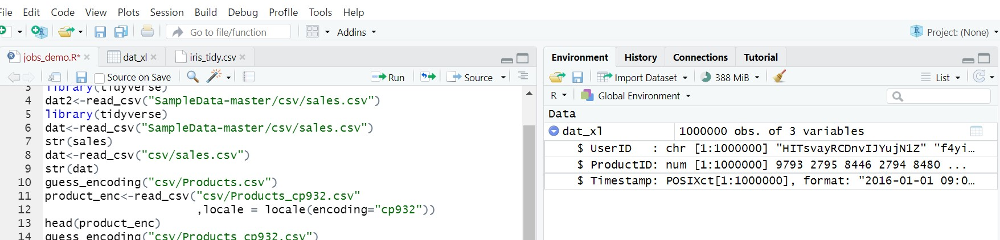 File Edit Code View Plots Session Build Debug Profile Tools Help
Go to file/function Addins Project: (None)
jobs_demo.R* dat_xl iris_tidy.csv
Source on Save Run Source
3 library(tidyverse)
4 dat2<-read_csv("SampleData-master/csv/sales.csv")
5 library(tidyverse)
6 dat<-read_csv("SampleData-master/csv/sales.csv")
7 str(sales)
8 dat<-read_csv("csv/sales.csv")
9 str(dat)
10 guess_encoding("csv/Products.csv")
11 product_enc<-read_csv("csv/Products_cp932.csv"
12 ,locale = locale(encoding="cp932"))
13 head(product_enc)
14 guess_encoding("csv/Products_cp932.csv")
Environment History Connections Tutorial
Import Dataset 388 MiB List
R Global Environment
Data
dat_xl 1000000 obs. of 3 variables
$ UserID : chr [1:1000000] "HITsvayRCDnvIJYujN1Z" "f4yi...
$ ProductID: num [1:1000000] 9793 2795 8446 2794 8480 ...
$ Timestamp: POSIXct[1:1000000], format: "2016-01-01 09:0...